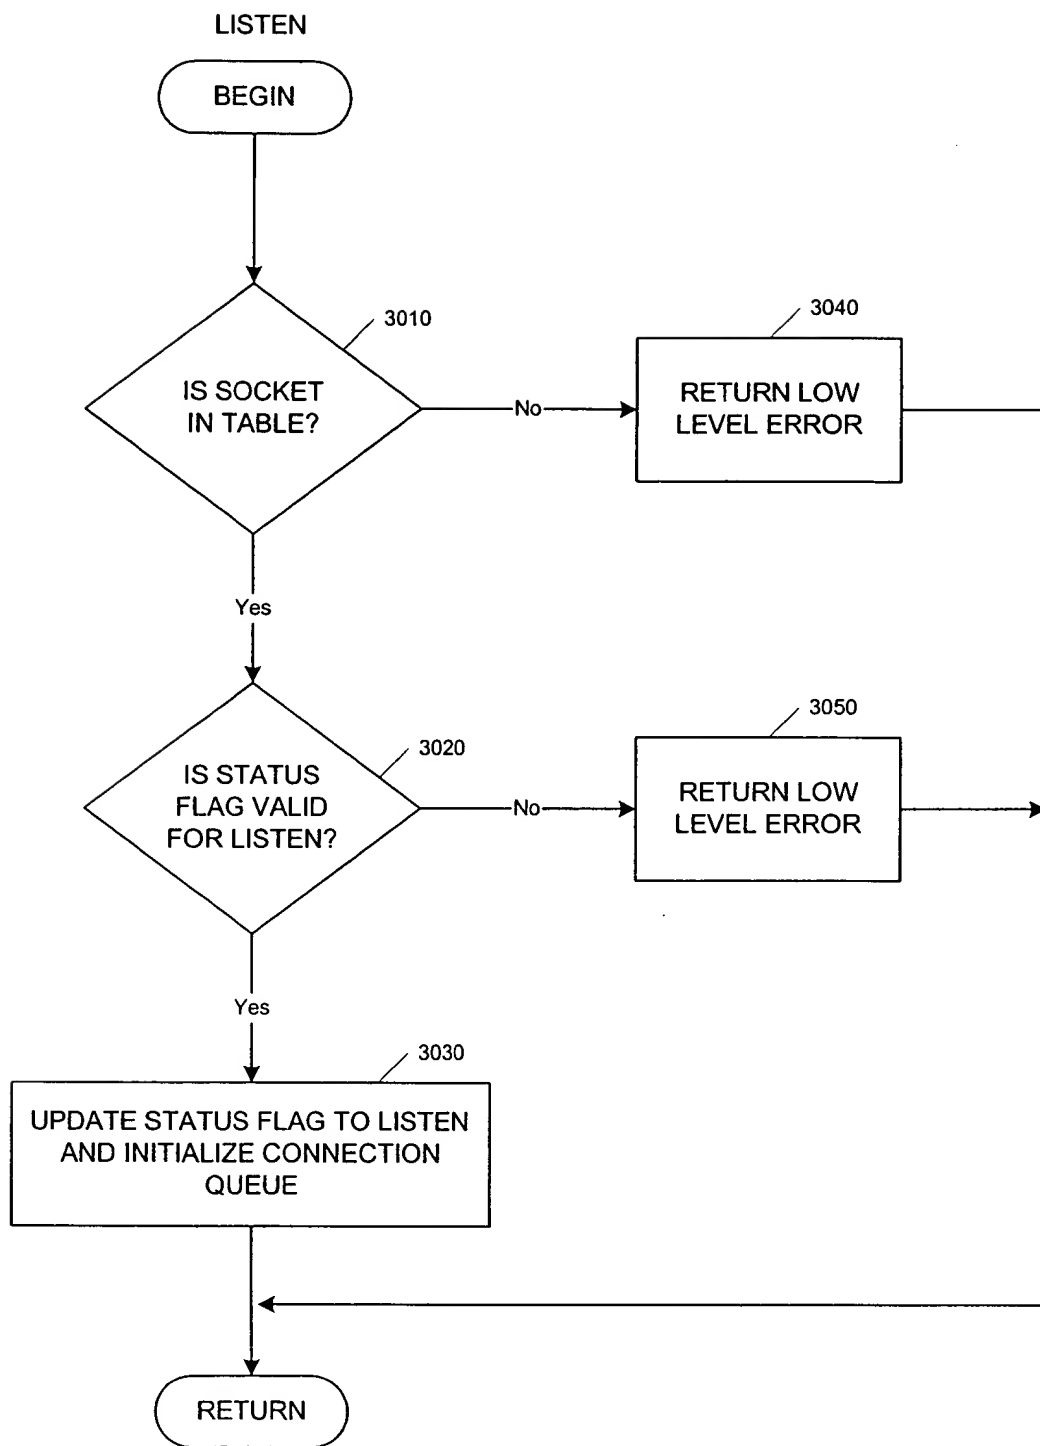 LISTEN
BEGIN
3010
IS SOCKET
IN TABLE?
No
3040
RETURN LOW
LEVEL ERROR
Yes
3020
IS STATUS
FLAG VALID
FOR LISTEN?
No
3050
RETURN LOW
LEVEL ERROR
Yes
3030
UPDATE STATUS FLAG TO LISTEN
AND INITIALIZE CONNECTION
QUEUE
RETURN